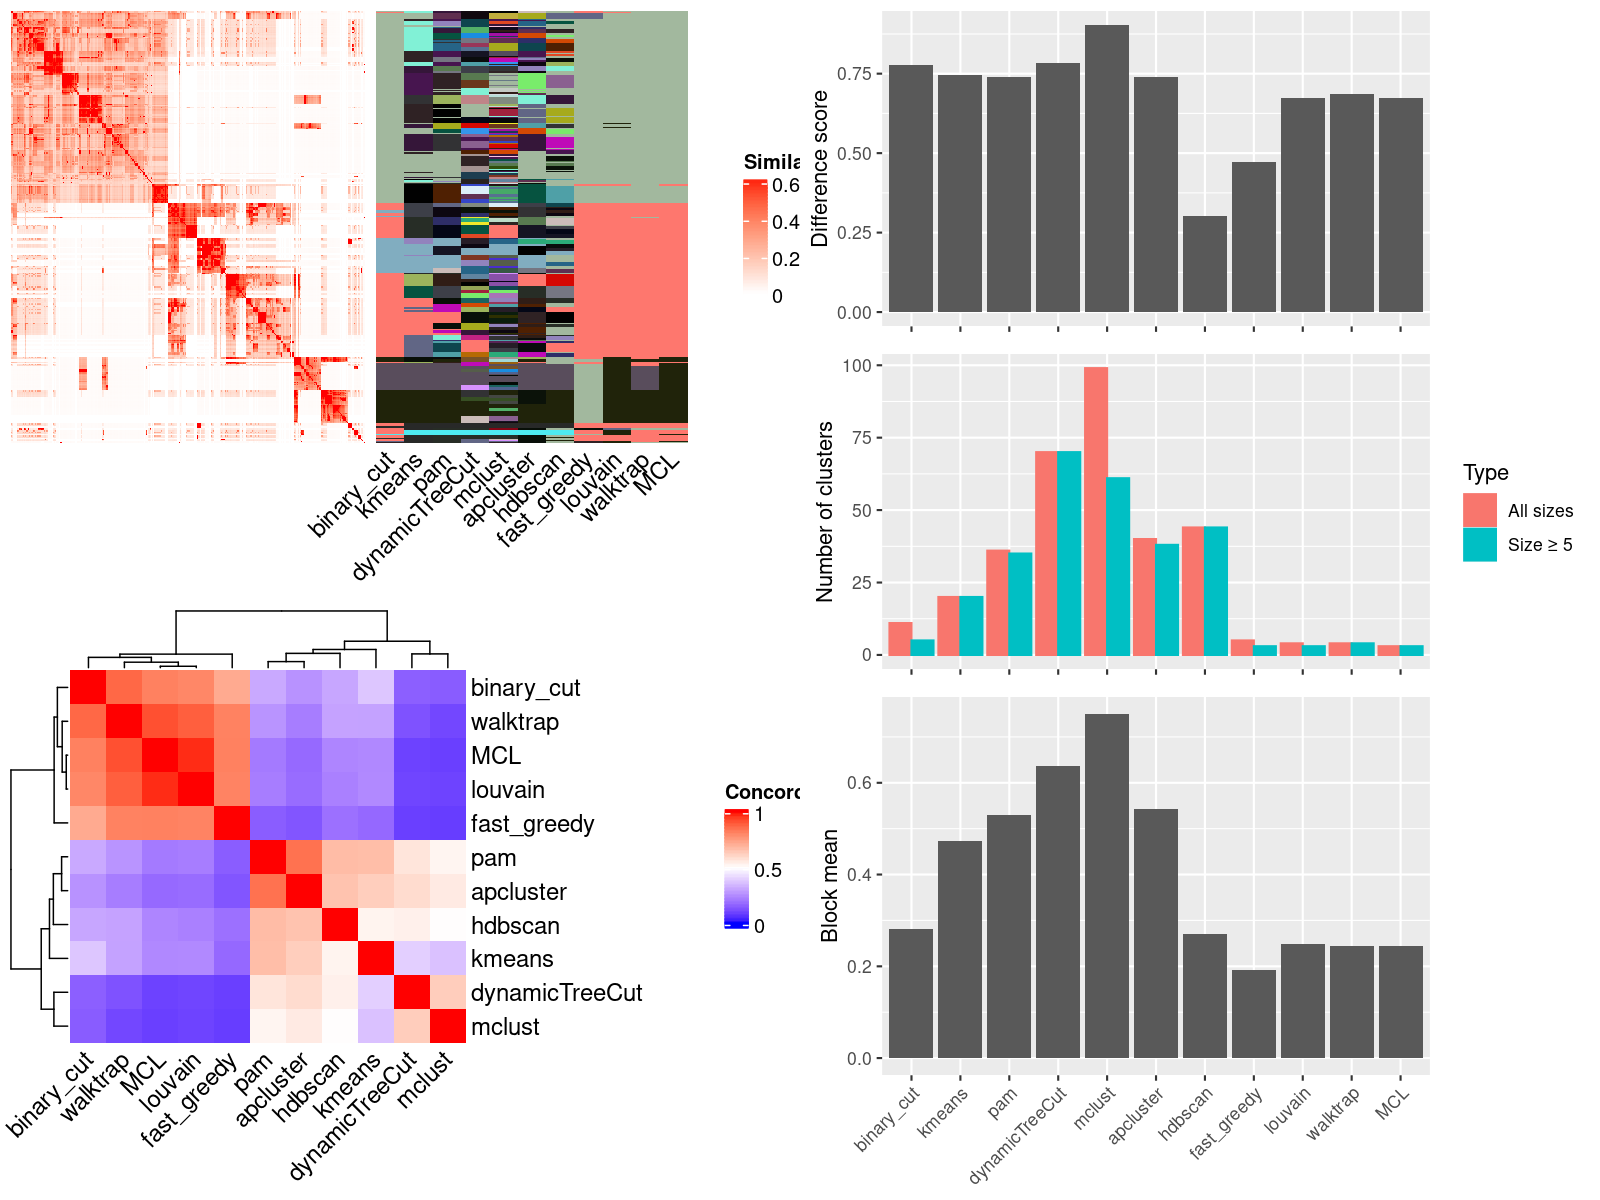 Simila
0.6
0.4
0.2
0
binary_cut
kmeans
pam
dynamicTreeCut
mclust
apcluster
hdbscan
fast_greedy
louvain
walktrap
MCL
binary_cut
walktrap
MCL
louvain
fast_greedy
pam
apcluster
hdbscan
kmeans
dynamicTreeCut
mclust
binary_cut
walktrap
MCL
louvain
fast_greedy
pam
apcluster
hdbscan
kmeans
dynamicTreeCut
mclust
Concord
1
0.5
0
Difference score
0.75
0.50
0.25
0.00
Number of clusters
100
75
50
25
0
Type
All sizes
Size ≥ 5
Block mean
0.6
0.4
0.2
0.0
binary_cut
kmeans
pam
dynamicTreeCut
mclust
apcluster
hdbscan
fast_greedy
louvain
walktrap
MCL